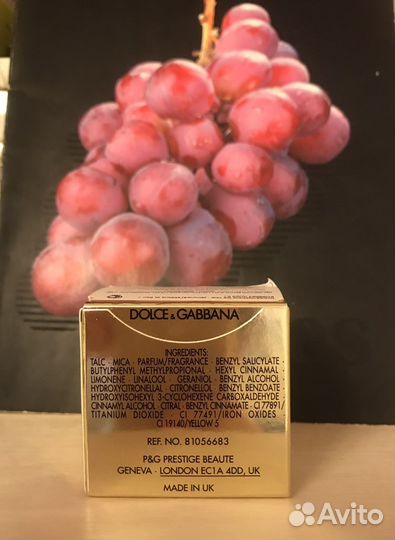 DOLCE & GABBANA
INGREDIENTS:
TALC · MICA · PARFUM/FRAGRANCE · BENZYL SALICYLATE ·
BUTYLPHENYL METHYLPROPIONAL · HEXYL CINNAMAL ·
LIMONENE · LINALOOL · GERANIOL · BENZYL ALCOHOL
HYDROXYCITRONELLAL · CITRONELLOL · BENZYL BENZOATE
HYDROXYISOHEXYL 3-CYCLOHEXENE CARBOXALDEHYDE
CINNAMYL ALCOHOL · CITRAL · BENZYL CINNAMATE · CI 77891/
TITANIUM DIOXIDE · CI 77491/IRON OXIDES
CI 19140/YELLOW 5
REF. NO. 81056683
P&G PRESTIGE BEAUTE
GENEVA - LONDON EC1A 4DD, UK
MADE IN UK
Avito